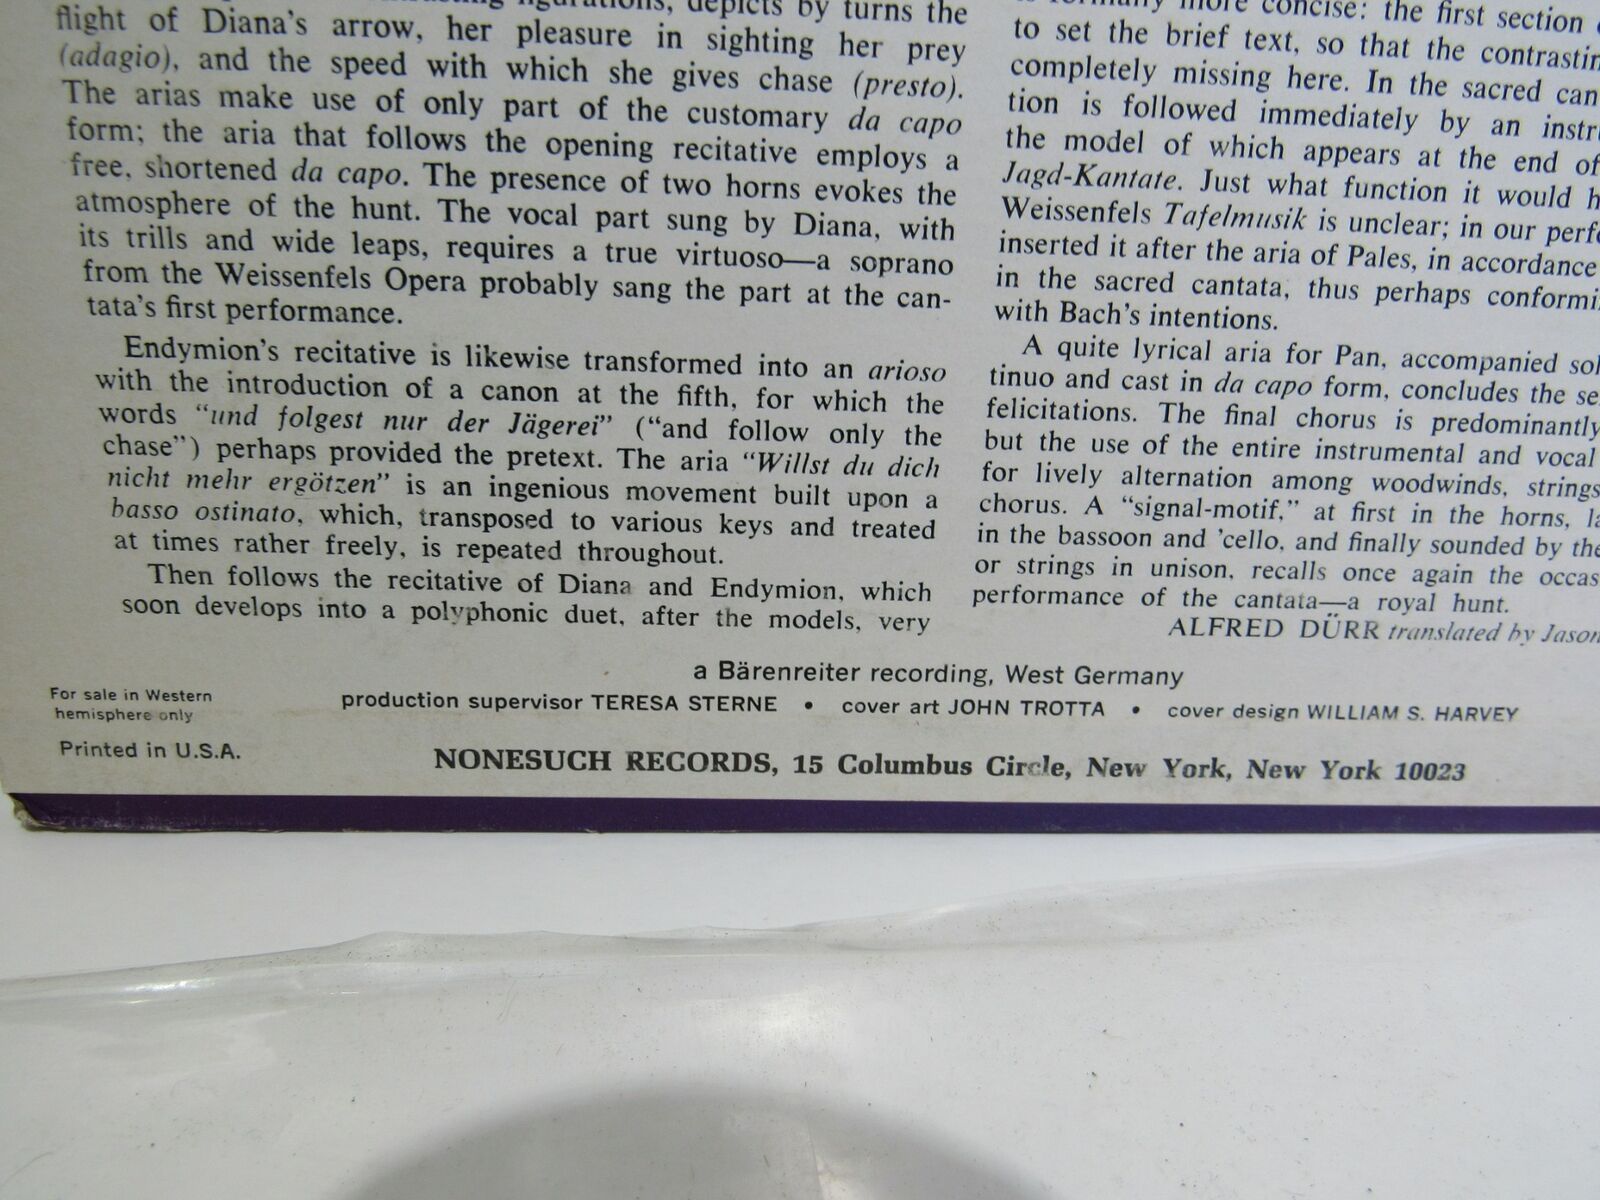 figurations, depicts by turns the
flight of Diana's arrow, her pleasure in sighting her prey
(adagio), and the speed with which she gives chase (presto).
The arias make use of only part of the customary da capo
form; the aria that follows the opening recitative employs a
free, shortened da capo. The presence of two horns evokes the
atmosphere of the hunt. The vocal part sung by Diana, with
its trills and wide leaps, requires a true virtuoso—a soprano
from the Weissenfels Opera probably sang the part at the can-
tata's first performance.
Endymion's recitative is likewise transformed into an arioso
with the introduction of a canon at the fifth, for which the
words "und folgest nur der Jägerei" ("and follow only the
chase") perhaps provided the pretext. The aria "Willst du dich
nicht mehr ergötzen" is an ingenious movement built upon a
basso ostinato, which, transposed to various keys and treated
at times rather freely, is repeated throughout.
Then follows the recitative of Diana and Endymion, which
soon develops into a polyphonic duet, after the models, very
formally more concise: the first section
to set the brief text, so that the
completely missing here. In the sacred
tion is followed immediately by an
the model of which appears at the end of
Jagd-Kantate. Just what function it would
Weissenfels Tafelmusik is unclear; in our
inserted it after the aria of Pales, in accordance
in the sacred cantata, thus perhaps
with Bach's intentions.
A quite lyrical aria for Pan, accompanied
tinuo and cast in da capo form, concludes the
felicitations. The final chorus is predominantly
but the use of the entire instrumental and vocal
for lively alternation among woodwinds, strings
chorus. A "signal-motif," at first in the horns,
in the bassoon and 'cello, and finally sounded by the
or strings in unison, recalls once again the
performance of the cantata—a royal hunt.
ALFRED DÜRR translated by Jason
a Bärenreiter recording, West Germany
For sale in Western
hemisphere only
production supervisor TERESA STERNE • cover art JOHN TROTTA • cover design WILLIAM S. HARVEY
Printed in U.S.A.
NONESUCH RECORDS, 15 Columbus Circle, New York, New York 10023